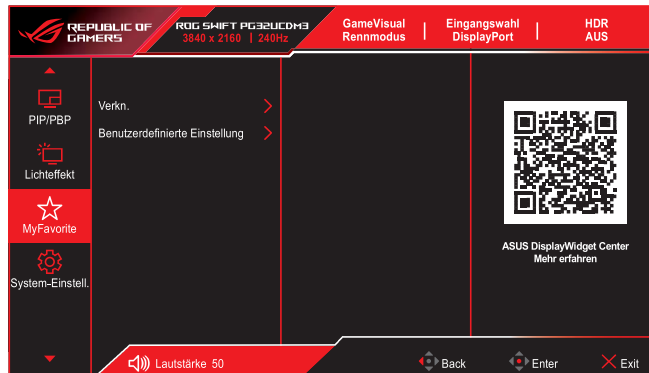 REPUBLIC OF
GAMERS
ROG SWIFT PG32UCDM3
3840 x 2160 | 240Hz
GameVisual
Rennmodus
Eingangswahl
DisplayPort
HDR
AUS
PIP/PBP
Lichteffekt
MyFavorite
System-Einstell.
Verkn.
Benutzerdefinierte Einstellung
ASUS DisplayWidget Center
Mehr erfahren
Lautstärke 50
Back
Enter
Exit